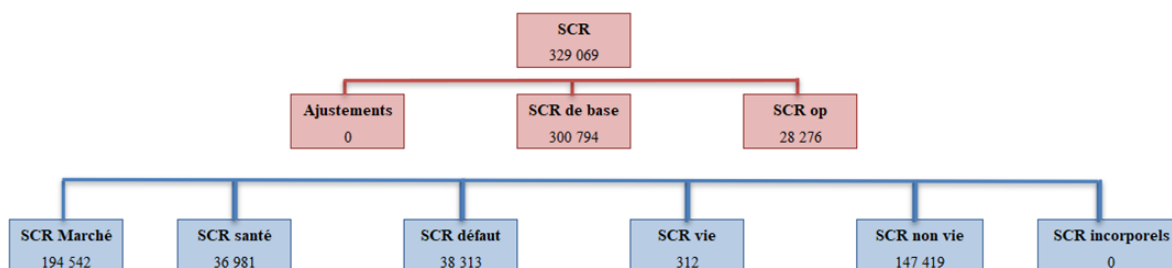 SCR
329 069
Ajustements
0
SCR de base
300 794
SCR op
28 276
SCR Marché
194 542
SCR santé
36 981
SCR défaut
38 313
SCR vie
312
SCR non vie
147 419
SCR incorporels
0